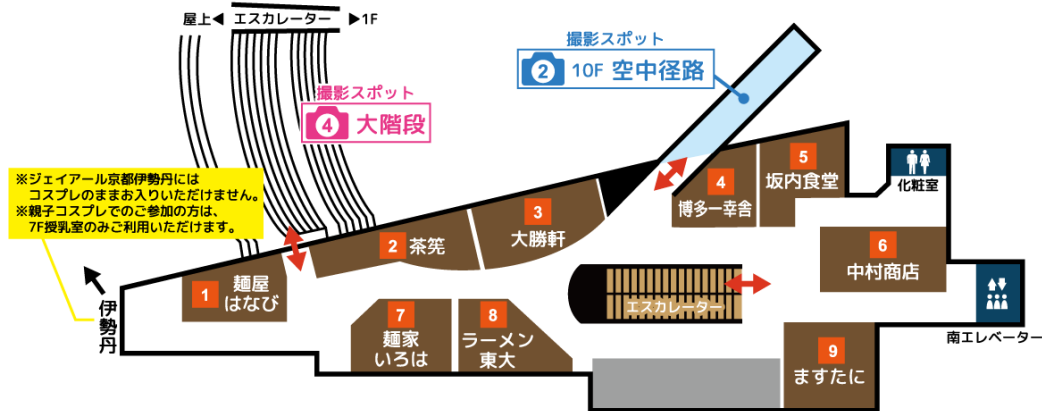 屋上◀ エスカレーター ▶1F
撮影スポット
4 大階段
撮影スポット
2 10F 空中径路
※ジェイアール京都伊勢丹には
コスプレのままお入りいただけません。
※親子コスプレでのご参加の方は、
7F授乳室のみご利用いただけます。
伊勢丹
1 麺屋
はなび
2 茶筅
3
大勝軒
4
博多一幸舎
5
坂内食堂
化粧室
6
中村商店
南エレベーター
エスカレーター
7
麺家
いろは
8
ラーメン
東大
9
ますたに